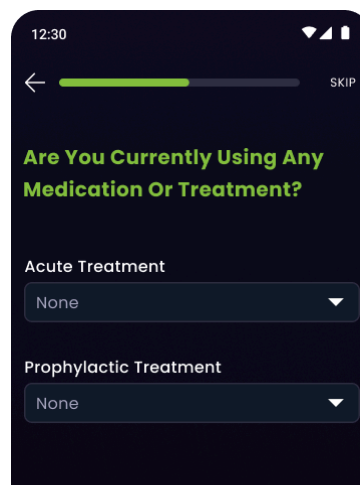 12:30
SKIP
Are You Currently Using Any
Medication Or Treatment?
Acute Treatment
None
Prophylactic Treatment
None